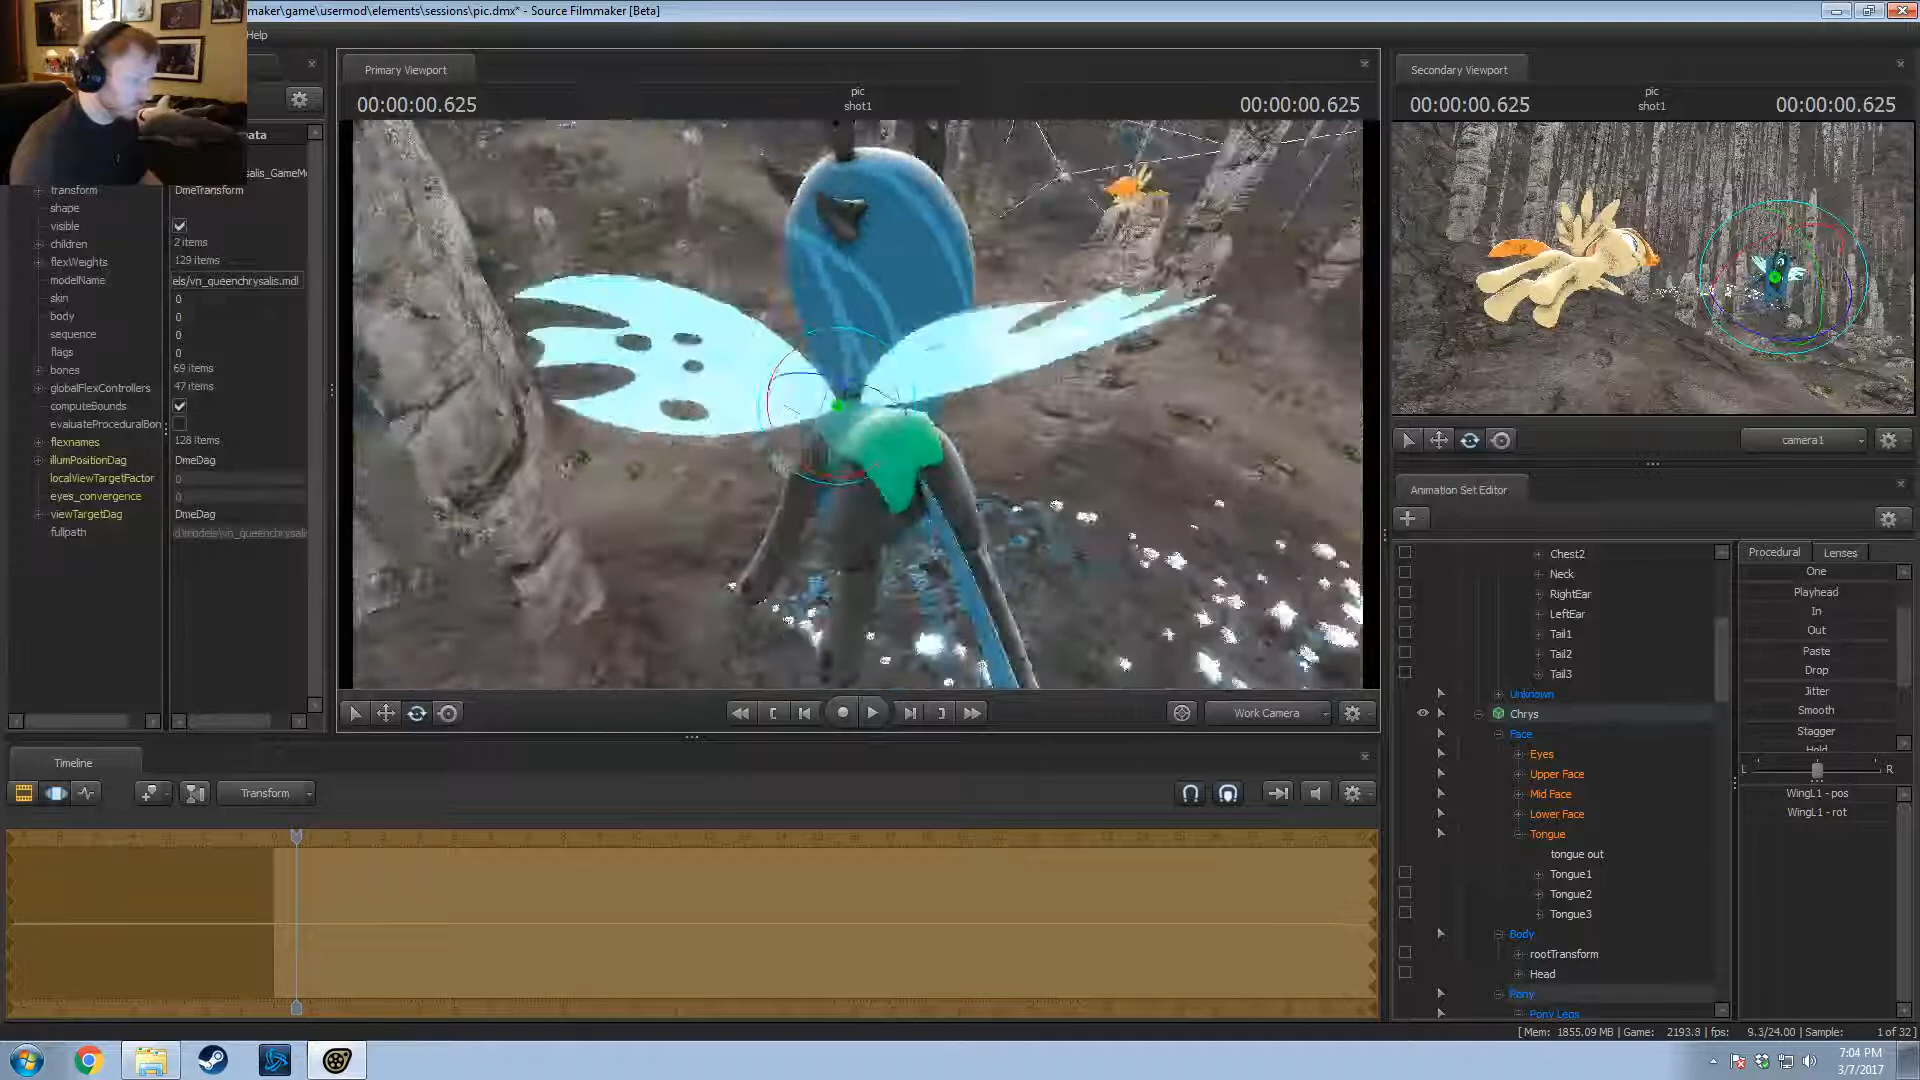 maker\game\usermod\elements\sessions\pic.dmx* - Source Filmmaker [Beta]
Help
Primary Viewport
00:00:00.625
pic
shot1
00:00:00.625
Secondary Viewport
00:00:00.625
pic
shot1
00:00:00.625
transform
DmeTransform
shape
visible
children
2 items
flexWeights
129 items
modelName
els/vn_queenchrysalis.mdl
skin
0
body
0
sequence
0
flags
0
bones
69 items
globalFlexControllers
47 items
computeBounds
evaluateProceduralBon
flexnames
128 items
illumPositionDag
DmeDag
localViewTargetFactor
0
eyes_convergence
0
viewTargetDag
DmeDag
fullpath
d\models\vn_queenchrysalis
Work Camera
camera1
Animation Set Editor
Chest2
Neck
RightEar
LeftEar
Tail1
Tail2
Tail3
Unknown
Chrys
Face
Eyes
Upper Face
Mid Face
Lower Face
Tongue
tongue out
Tongue1
Tongue2
Tongue3
Body
rootTransform
Head
Pony
Pony Legs
Procedural
Lenses
One
Playhead
In
Out
Paste
Drop
Jitter
Smooth
Stagger
Hold
L
R
WingL1 - pos
WingL1 - rot
Timeline
Transform
[ Mem: 1855.09 MB | Game: 2193.8 | fps: 9.3/24.00 | Sample: 1 of 32 ]
7:04 PM
3/7/2017